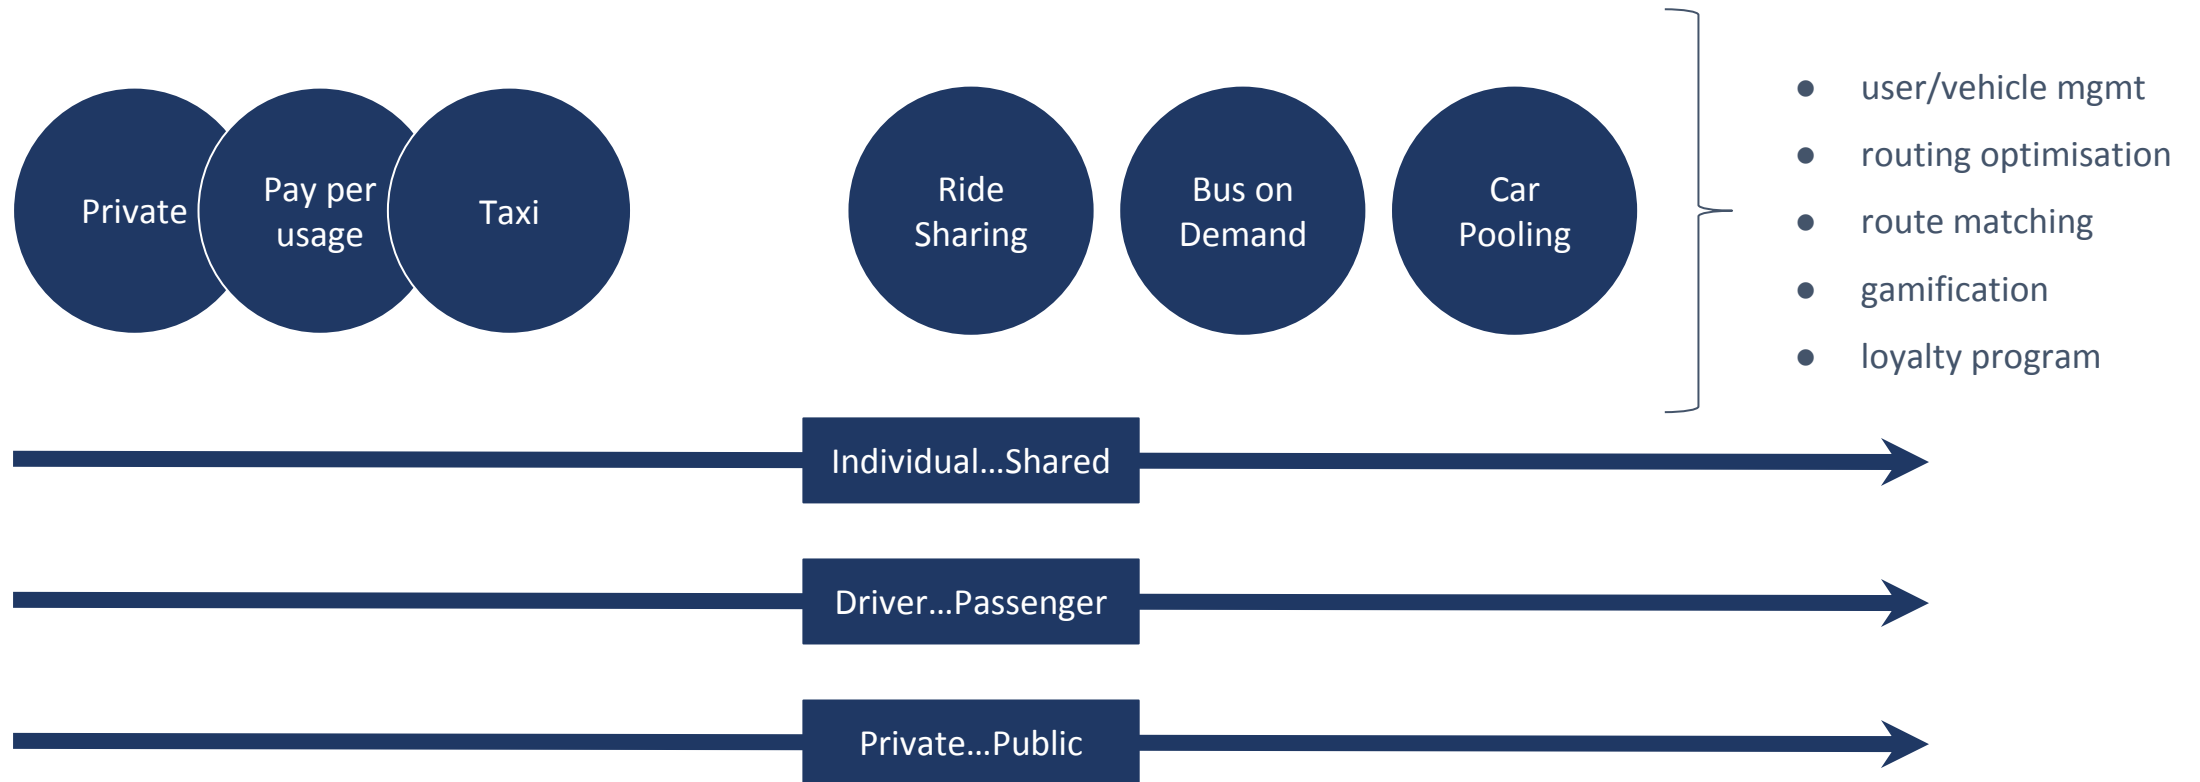 Private
Pay per
usage
Taxi
Ride
Sharing
Bus on
Demand
Car
Pooling
● user/vehicle mgmt
● routing optimisation
● route matching
● gamification
● loyalty program
Individual...Shared
Driver...Passenger
Private...Public